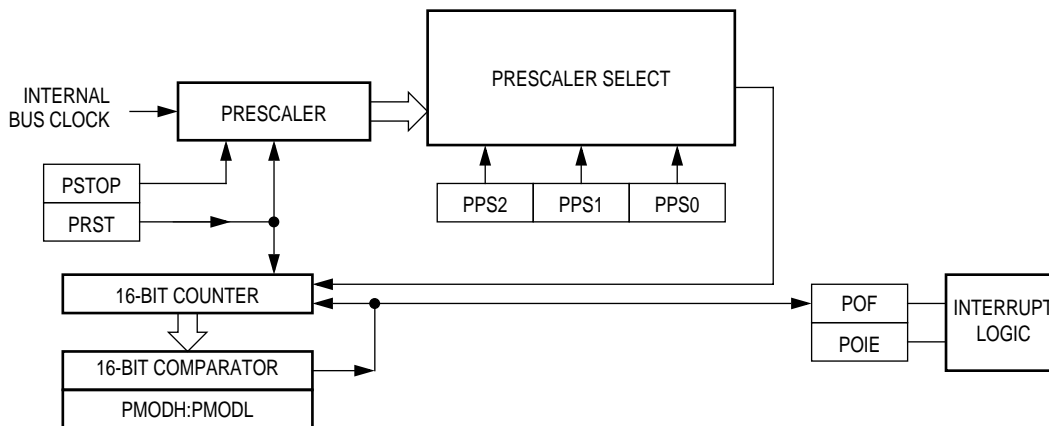 PRESCALER SELECT
INTERNAL
BUS CLOCK
PRESCALER
PSTOP
PRST
PPS2
PPS1
PPS0
16-BIT COUNTER
16-BIT COMPARATOR
PMODH:PMODL
POF
POIE
INTERRUPT
LOGIC